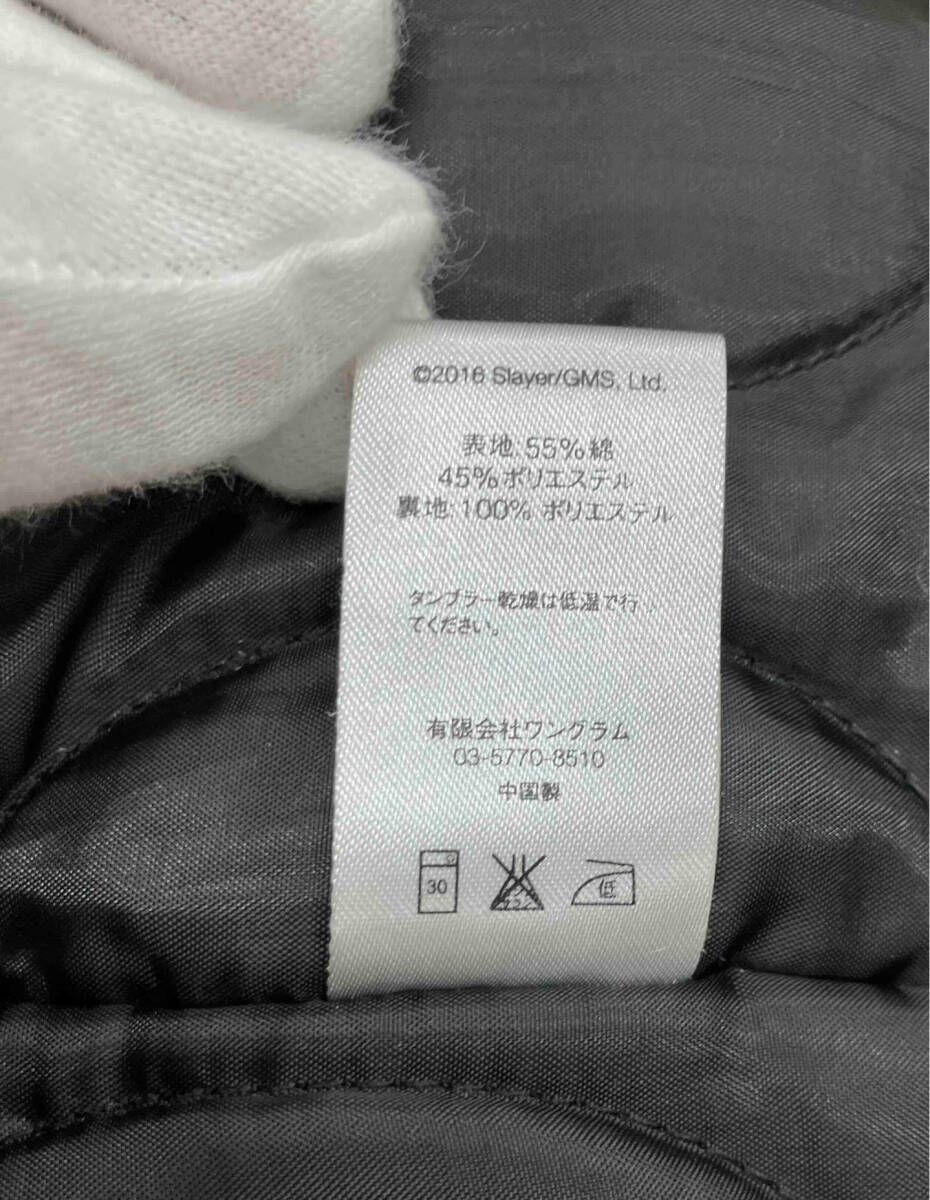 ©2016 Slayer/GMS, Ltd.
表地: 55%綿
45%ポリエステル
裏地: 100% ポリエステル
タンブラー乾燥は低温で行
てください。
有限会社ワングラム
03-5770-8510
中国製
30
低